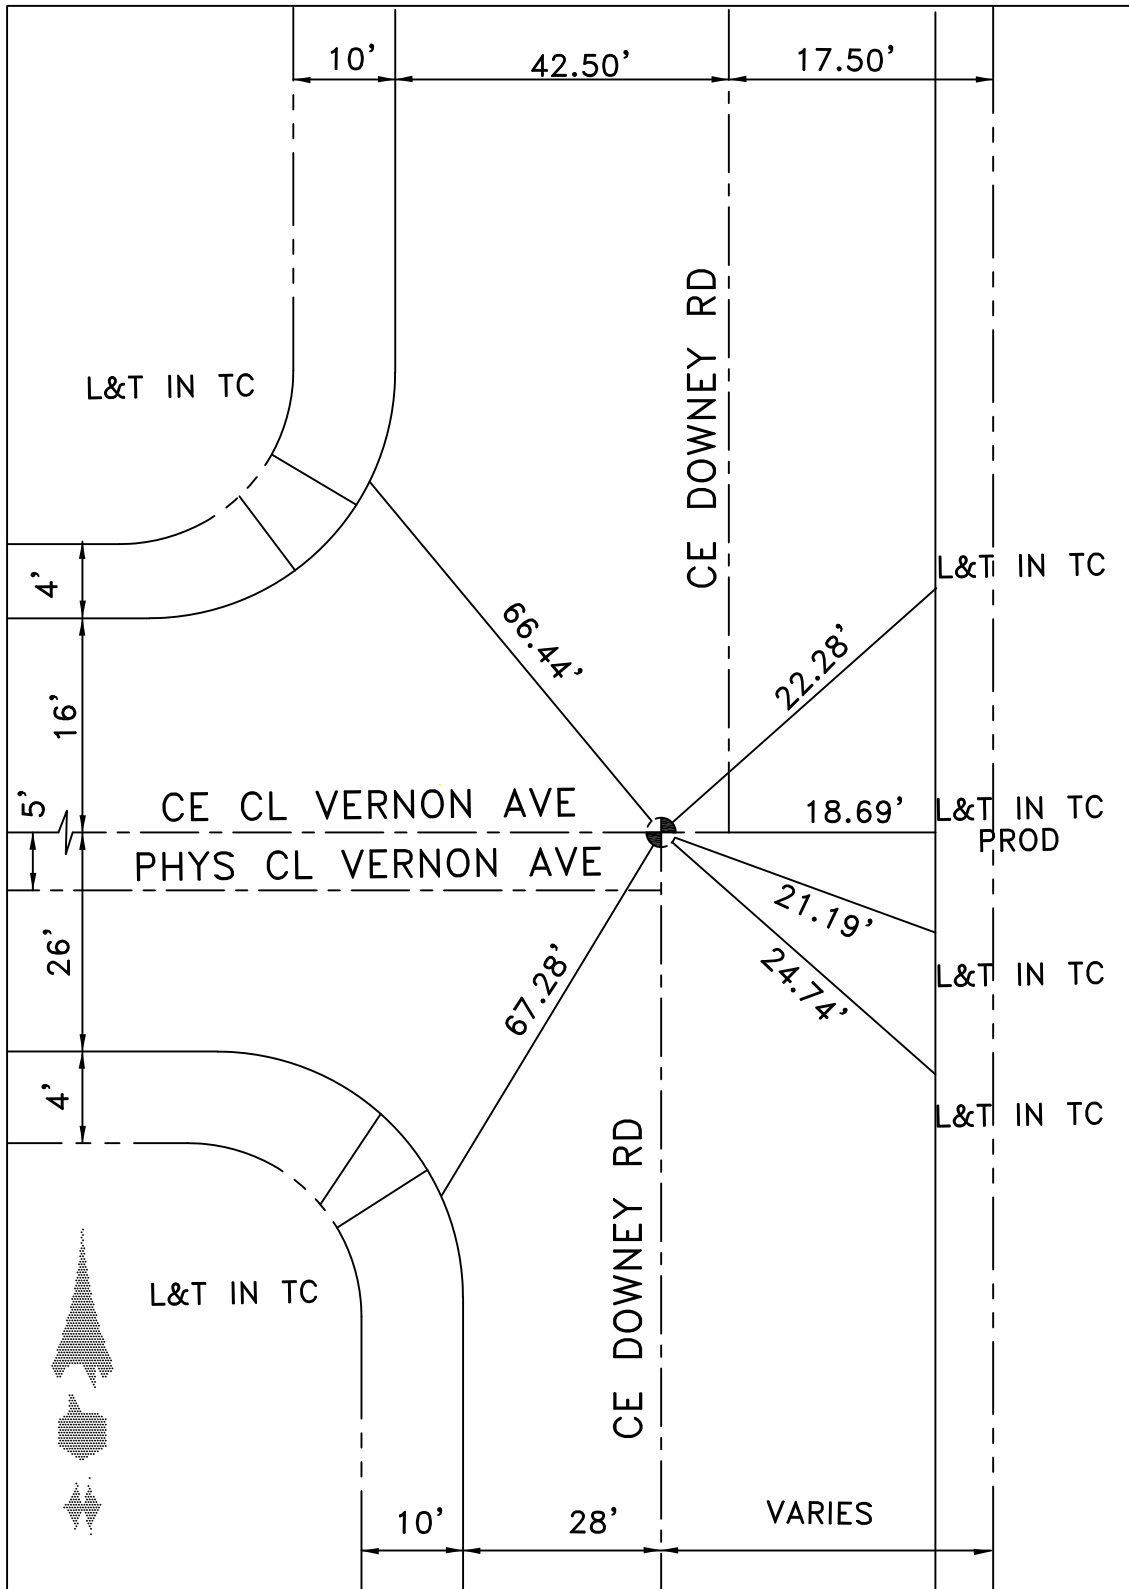 10'
42.50'
17.50'
CE DOWNEY RD
L&T IN TC
L&T IN TC
4'
66.44'
22.28'
16'
5'
CE CL VERNON AVE
18.69'
L&T IN TC
PROD
PHYS CL VERNON AVE
21.19'
26'
24.74'
L&T IN TC
67.28'
4'
L&T IN TC
CE DOWNEY RD
L&T IN TC
10'
28'
VARIES